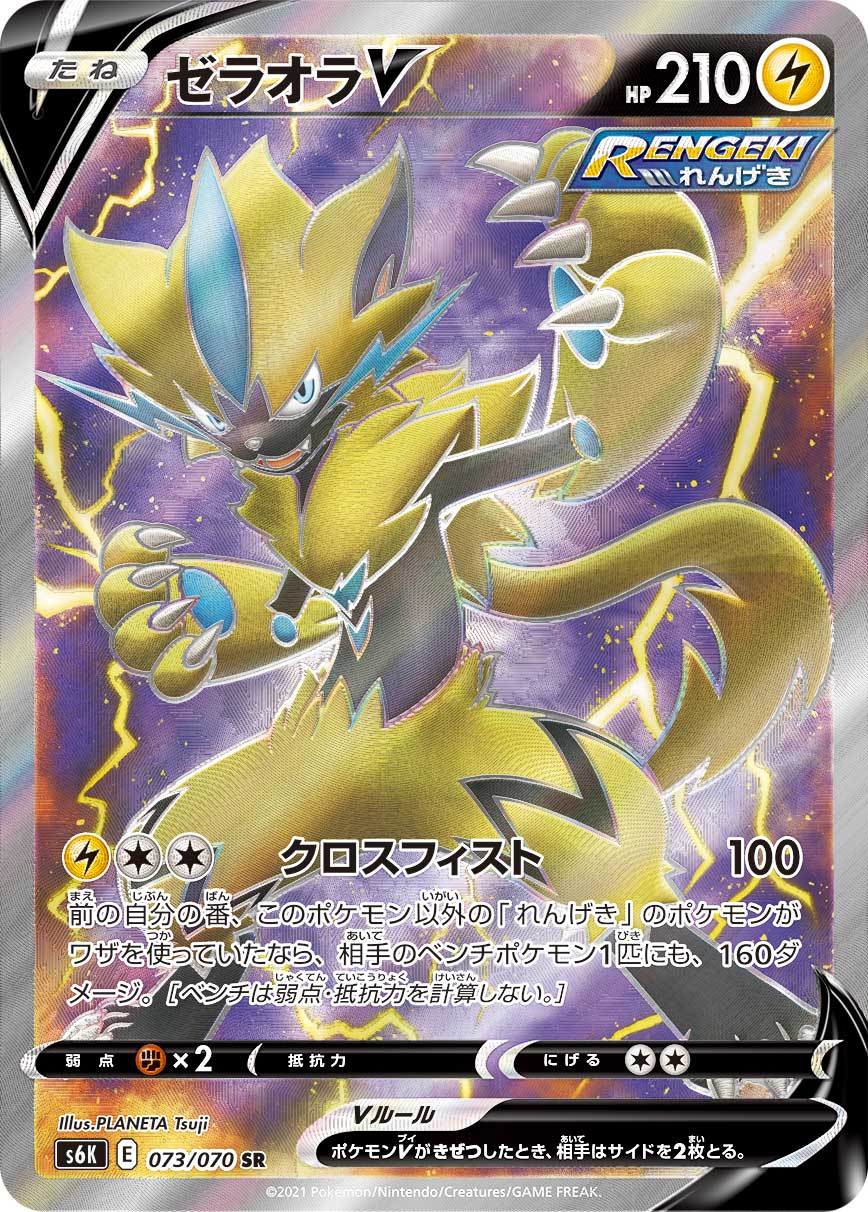 たね
ゼラオラV
HP 210
RENGEKI
れんげき
クロスフィスト 100
前の自分の番、このポケモン以外の「れんげき」のポケモンが
ワザを使っていたなら、相手のベンチポケモン1匹にも、160ダ
メージ。[ベンチは弱点・抵抗力を計算しない。]
弱点 ×2 抵抗力 にげる
Illus.PLANETA Tsuji
Vルール
ポケモンVがきぜつしたとき、相手はサイドを2枚とる。
s6K E 073/070 SR
©2021 Pokémon/Nintendo/Creatures/GAME FREAK.